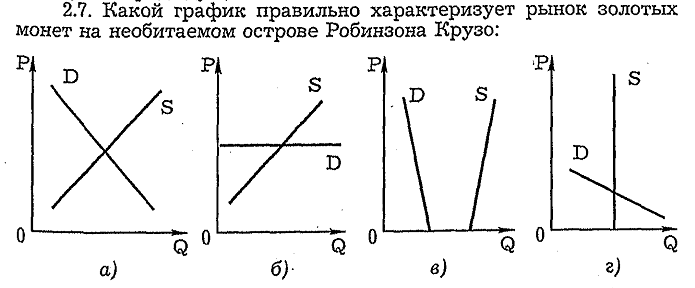 2.7. Какой график правильно характеризует рынок золотых
монет на необитаемом острове Робинзона Крузо:
P D S 0 Q
P S D 0 Q
P D S 0 Q
P S D 0 Q
а) б) в) г)